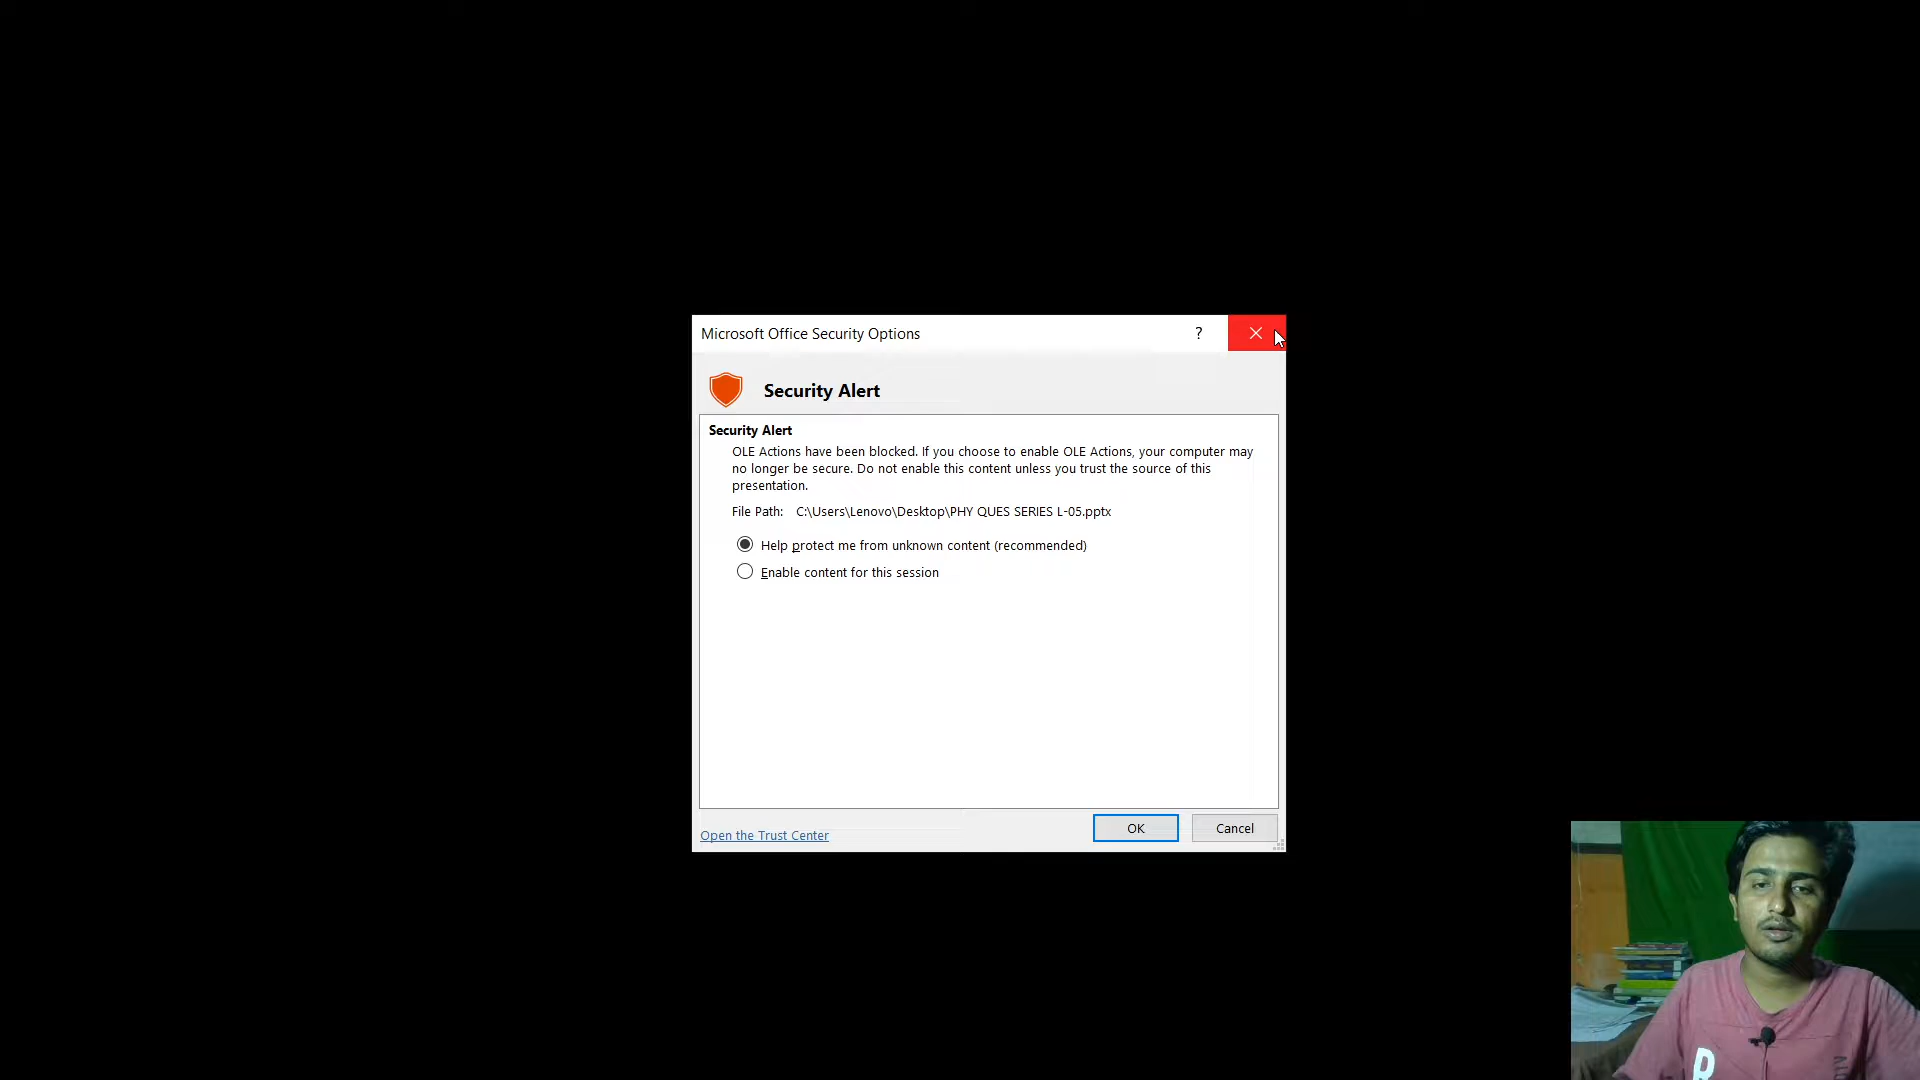 Microsoft Office Security Options
?
Security Alert
Security Alert
OLE Actions have been blocked. If you choose to enable OLE Actions, your computer may
no longer be secure. Do not enable this content unless you trust the source of this
presentation.
File Path: C:\Users\Lenovo\Desktop\PHY QUES SERIES L-05.pptx
Help protect me from unknown content (recommended)
Enable content for this session
Open the Trust Center
OK
Cancel